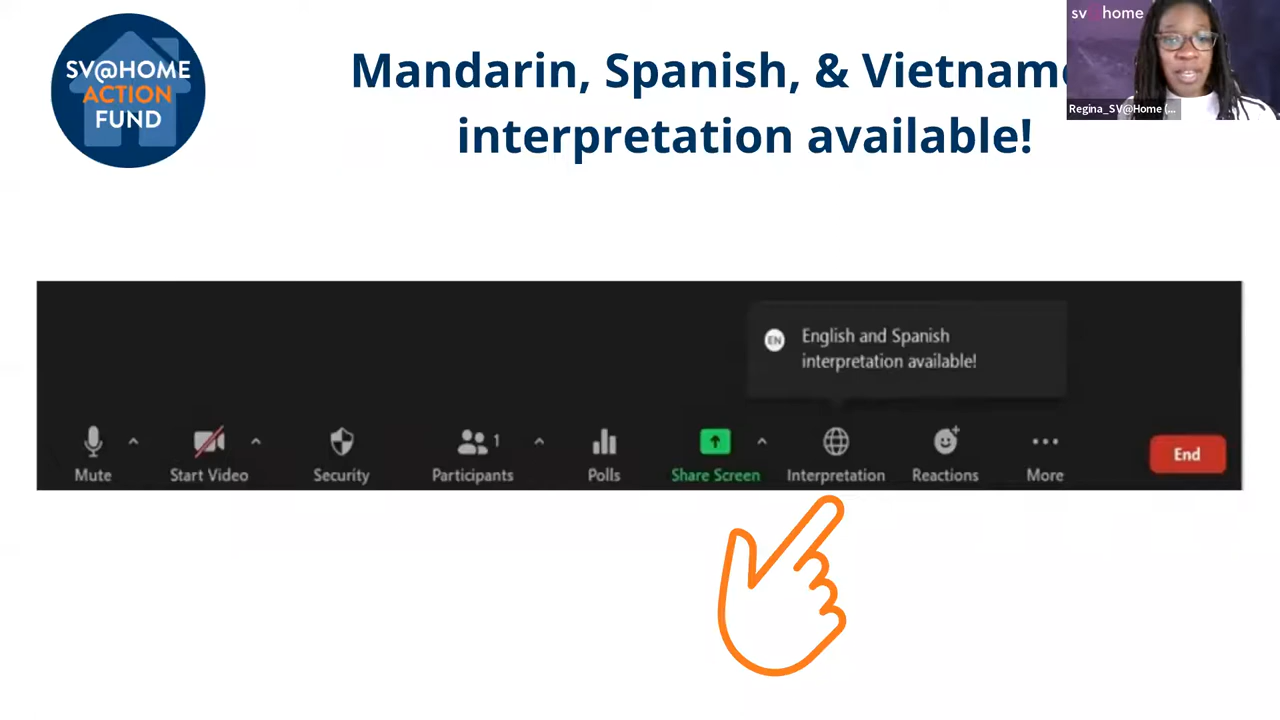 SV@HOME
ACTION
FUND
Mandarin, Spanish, & Vietnam
interpretation available!
sv@home
Regina_SV@Home (...
EN
English and Spanish
interpretation available!
Mute
Start Video
Security
1
Participants
Polls
Share Screen
Interpretation
Reactions
More
End